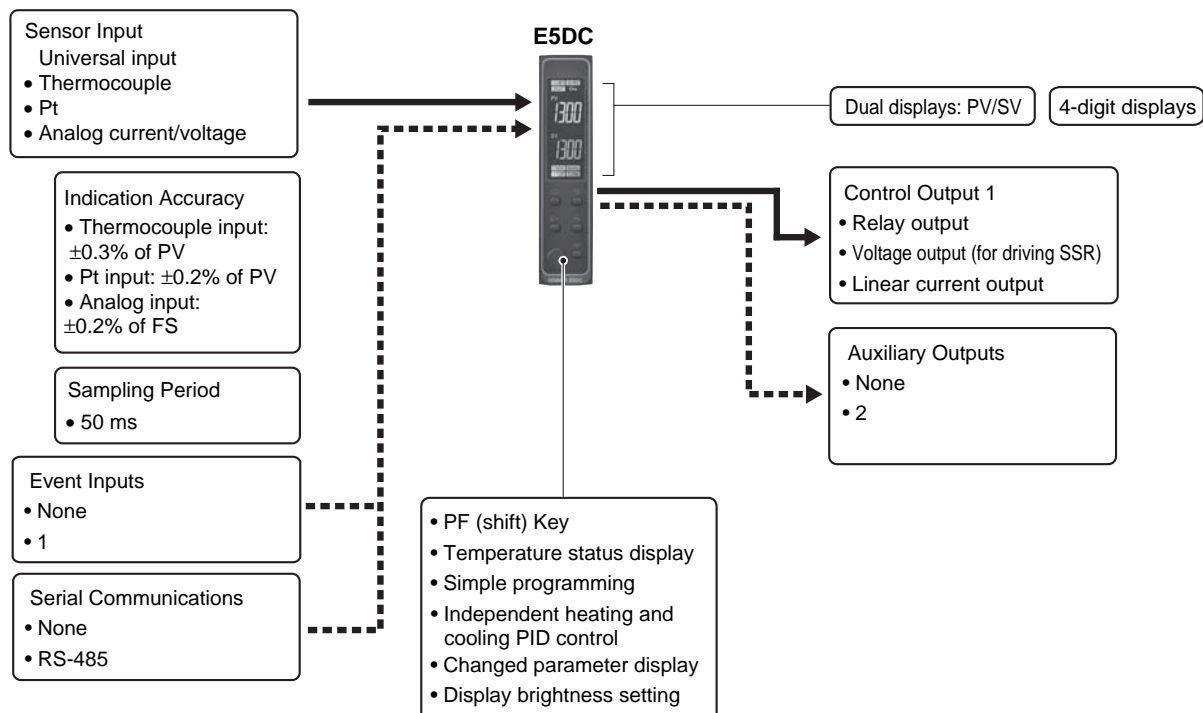 Sensor Input
Universal input
• Thermocouple
• Pt
• Analog current/voltage
Indication Accuracy
• Thermocouple input:
±0.3% of PV
• Pt input: ±0.2% of PV
• Analog input:
±0.2% of FS
Sampling Period
• 50 ms
Event Inputs
• None
• 1
Serial Communications
• None
• RS-485
E5DC
PV
1300
SV
1300
• PF (shift) Key
• Temperature status display
• Simple programming
• Independent heating and
cooling PID control
• Changed parameter display
• Display brightness setting
Dual displays: PV/SV
4-digit displays
Control Output 1
• Relay output
• Voltage output (for driving SSR)
• Linear current output
Auxiliary Outputs
• None
• 2